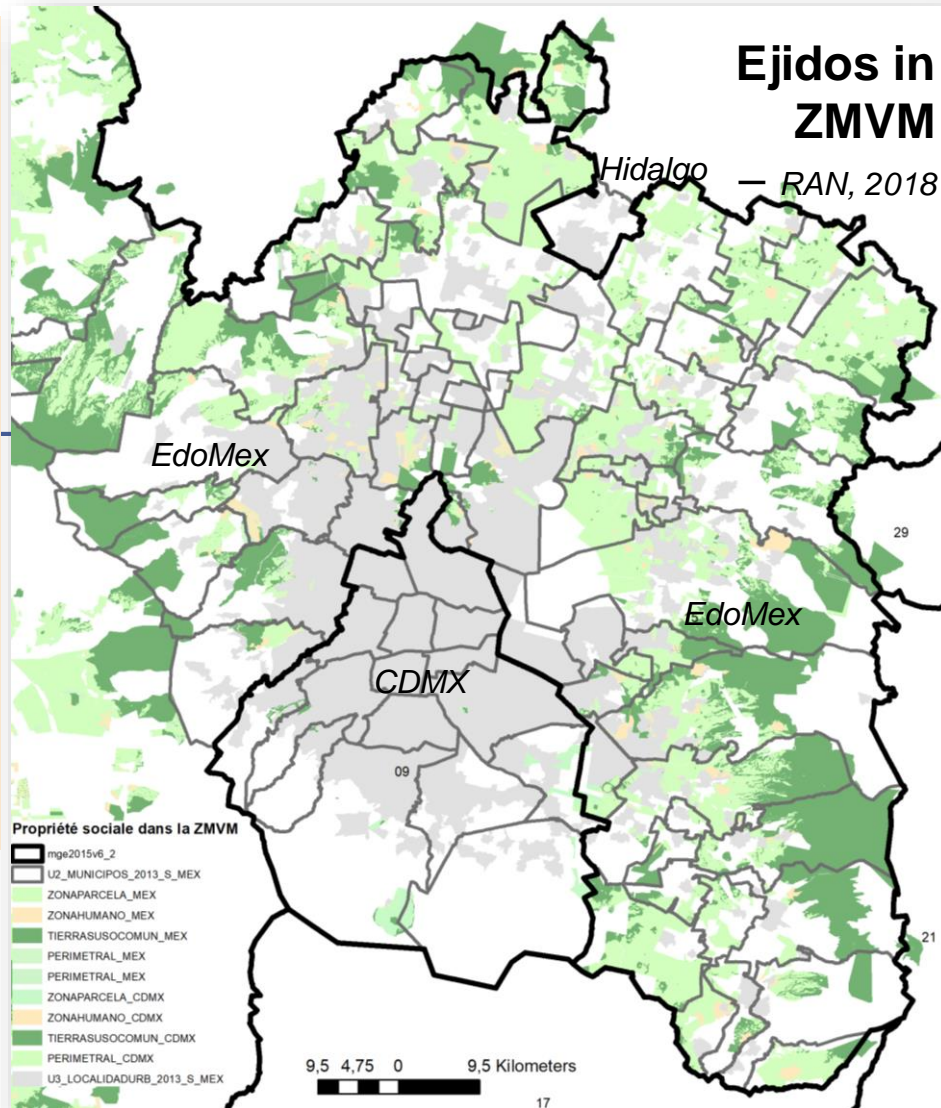 Ejidos in
ZMVM
Hidalgo
— RAN, 2018
EdoMex
29
EdoMex
CDMX
09
Propriété sociale dans la ZMVM
mge2015v6_2
U2_MUNICIPOS_2013_S_MEX
ZONAPARCELA_MEX
ZONAHUMANO_MEX
TIERRASUSOCOMUN_MEX
PERIMETRAL_MEX
PERIMETRAL_MEX
ZONAPARCELA_CDMX
ZONAHUMANO_CDMX
TIERRASUSOCOMUN_CDMX
PERIMETRAL_CDMX
U3_LOCALIDADURB_2013_S_MEX
21
9,5 4,75 0 9,5 Kilometers
17